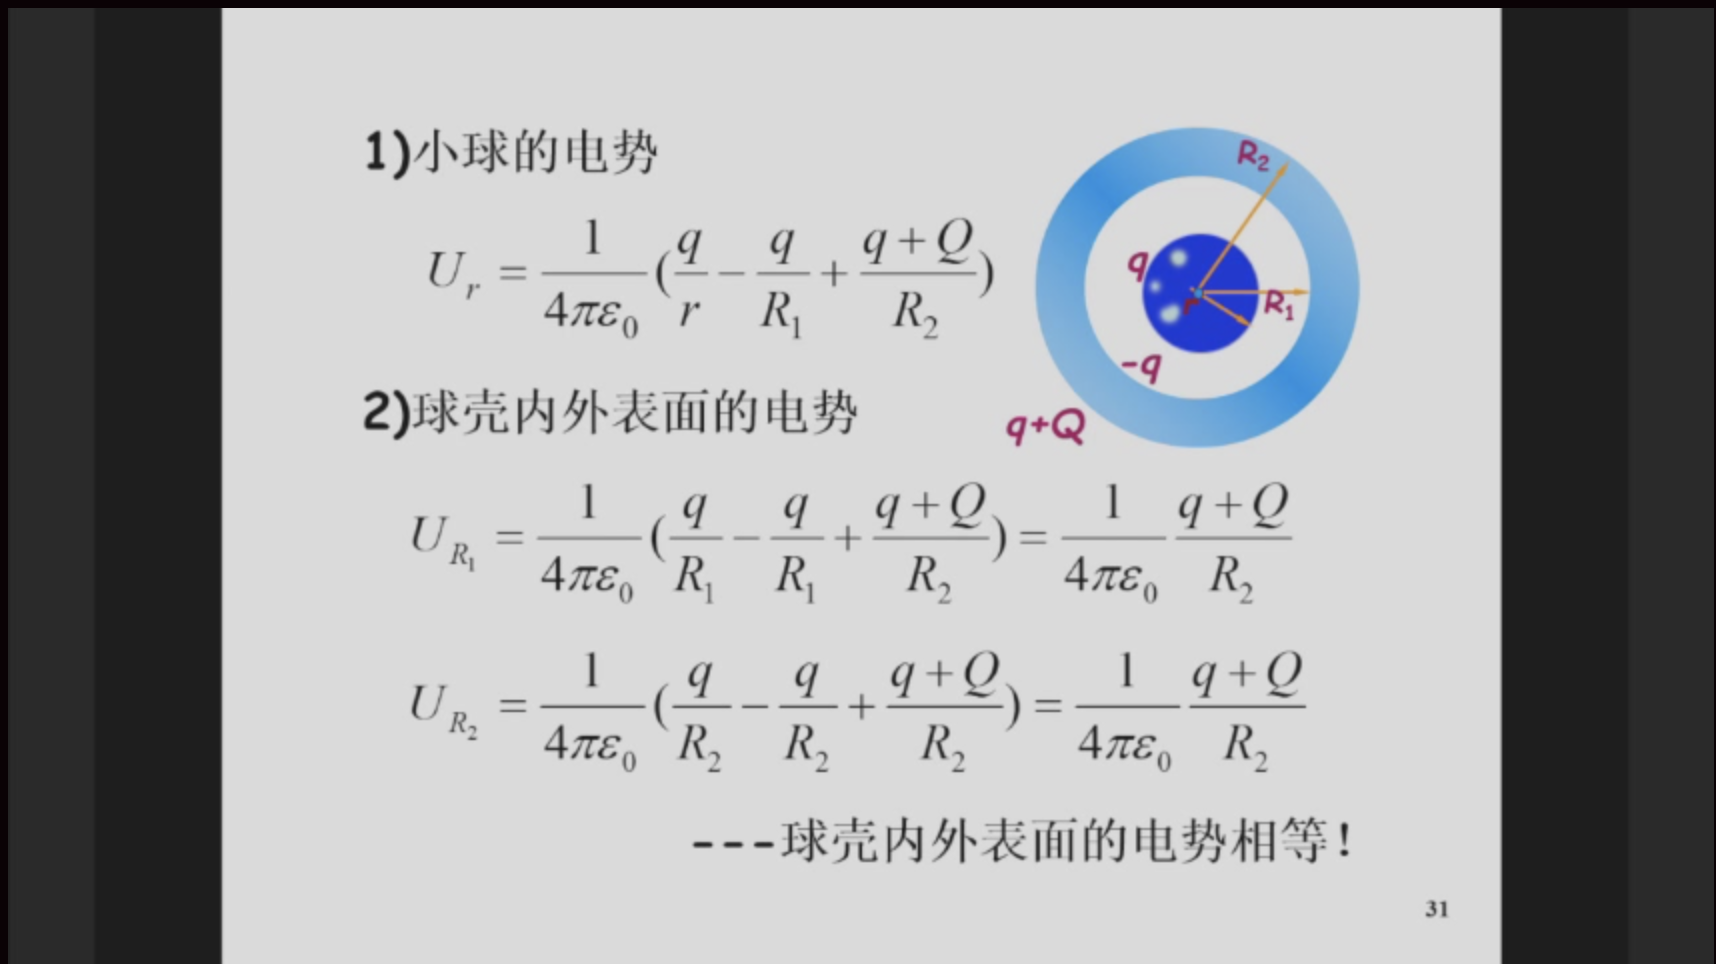 1)小球的电势
U_r = \frac{1}{4\pi\varepsilon_0}(\frac{q}{r} - \frac{q}{R_1} + \frac{q+Q}{R_2})
R2
q
r
R1
-q
q+Q
2)球壳内外表面的电势
U_{R_1} = \frac{1}{4\pi\varepsilon_0}(\frac{q}{R_1} - \frac{q}{R_1} + \frac{q+Q}{R_2}) = \frac{1}{4\pi\varepsilon_0}\frac{q+Q}{R_2}
U_{R_2} = \frac{1}{4\pi\varepsilon_0}(\frac{q}{R_2} - \frac{q}{R_2} + \frac{q+Q}{R_2}) = \frac{1}{4\pi\varepsilon_0}\frac{q+Q}{R_2}
---球壳内外表面的电势相等!
31